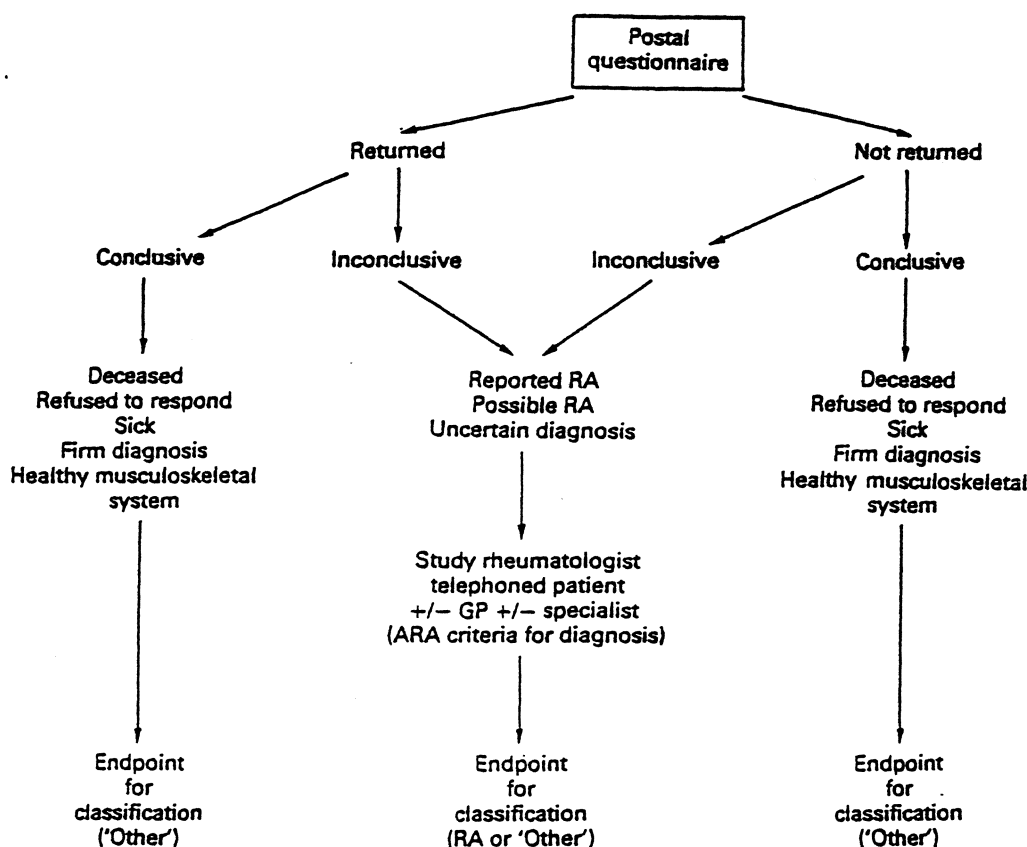 Postal
questionnaire
Returned
Not returned
Conclusive
Inconclusive
Inconclusive
Conclusive
Deceased
Refused to respond
Sick
Firm diagnosis
Healthy musculoskeletal
system
Reported RA
Possible RA
Uncertain diagnosis
Deceased
Refused to respond
Sick
Firm diagnosis
Healthy musculoskeletal
system
Study rheumatologist
telephoned patient
+/− GP +/− specialist
(ARA criteria for diagnosis)
Endpoint
for
classification
('Other')
Endpoint
for
classification
(RA or 'Other')
Endpoint
for
classification
('Other')